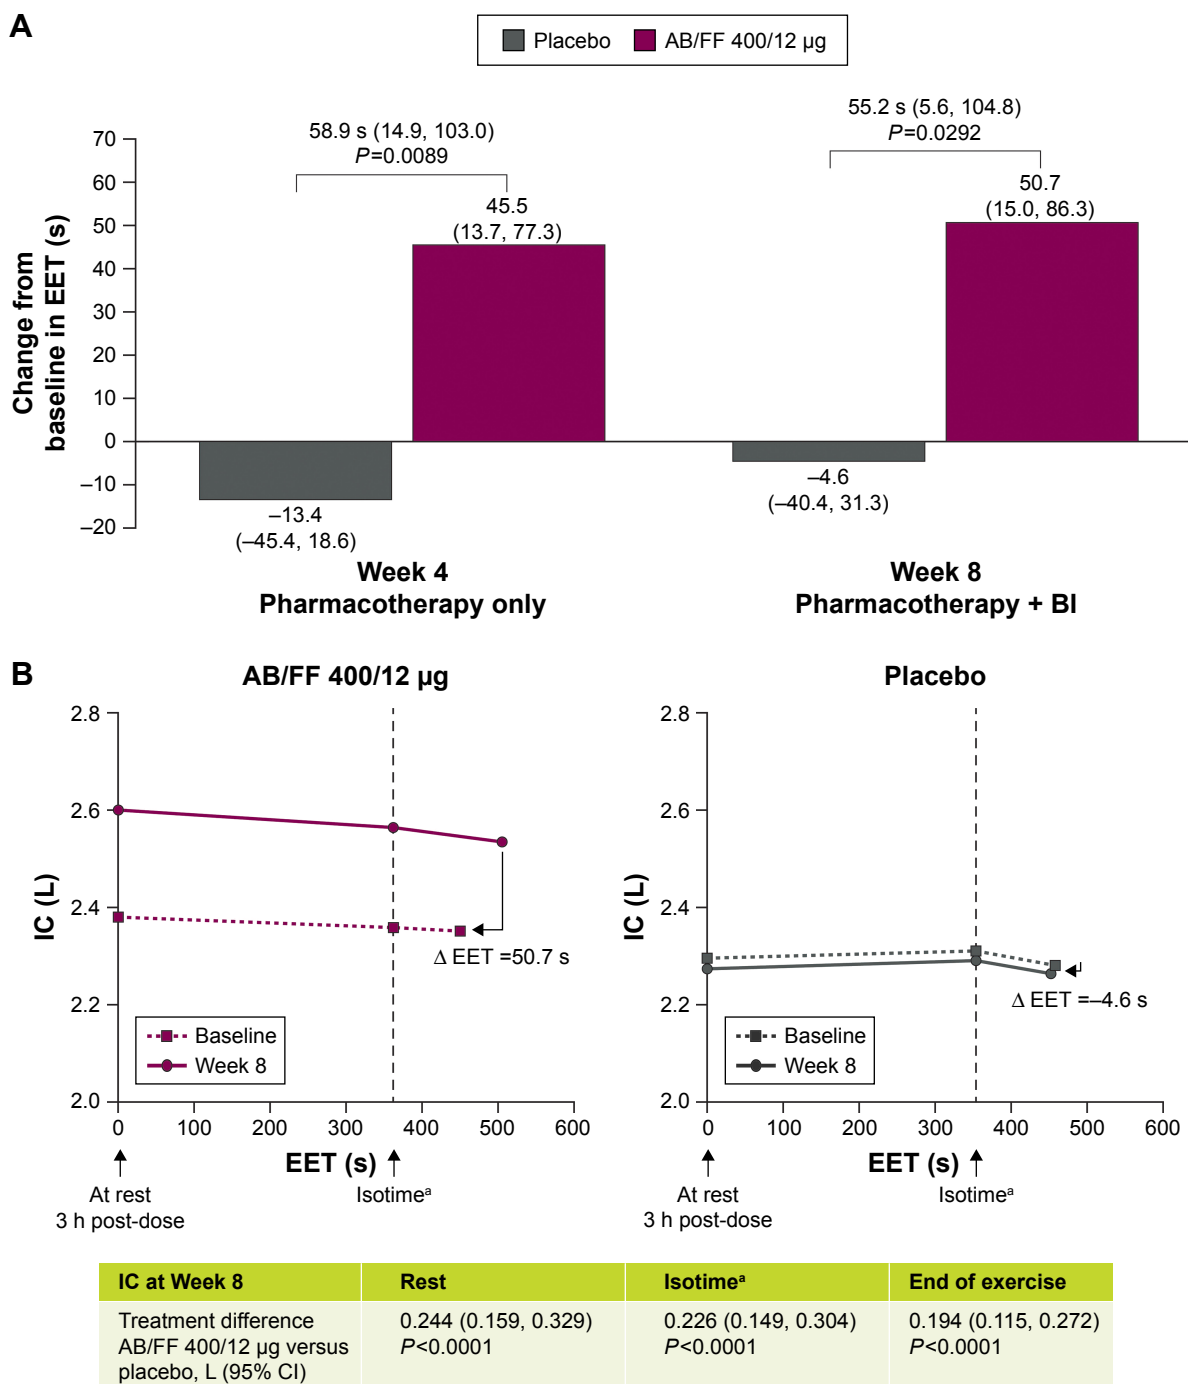 A
Placebo
AB/FF 400/12 µg
Change from
baseline in EET (s)
70
60
50
40
30
20
10
0
–10
–20
58.9 s (14.9, 103.0)
P=0.0089
45.5
(13.7, 77.3)
–13.4
(–45.4, 18.6)
55.2 s (5.6, 104.8)
P=0.0292
50.7
(15.0, 86.3)
–4.6
(–40.4, 31.3)
Week 4
Pharmacotherapy only
Week 8
Pharmacotherapy + BI
B
AB/FF 400/12 µg
IC (L)
2.8
2.6
2.4
2.2
2.0
Δ EET =50.7 s
Baseline
Week 8
0 100 200 300 400 500 600
EET (s)
At rest
3 h post-dose
Isotimeᵃ
Placebo
IC (L)
2.8
2.6
2.4
2.2
2.0
Δ EET =–4.6 s
Baseline
Week 8
0 100 200 300 400 500 600
EET (s)
At rest
3 h post-dose
Isotimeᵃ
IC at Week 8 Rest Isotimeᵃ End of exercise
Treatment difference 0.244 (0.159, 0.329) 0.226 (0.149, 0.304) 0.194 (0.115, 0.272)
AB/FF 400/12 µg versus P<0.0001 P<0.0001 P<0.0001
placebo, L (95% CI)